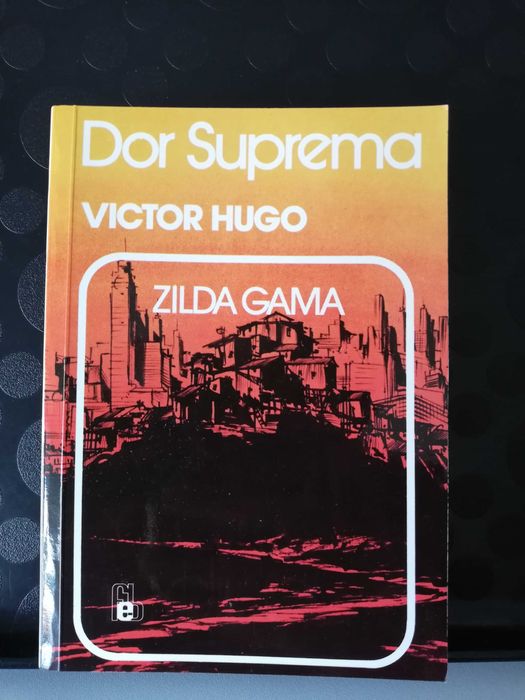 Dor Suprema
VICTOR HUGO
ZILDA GAMA